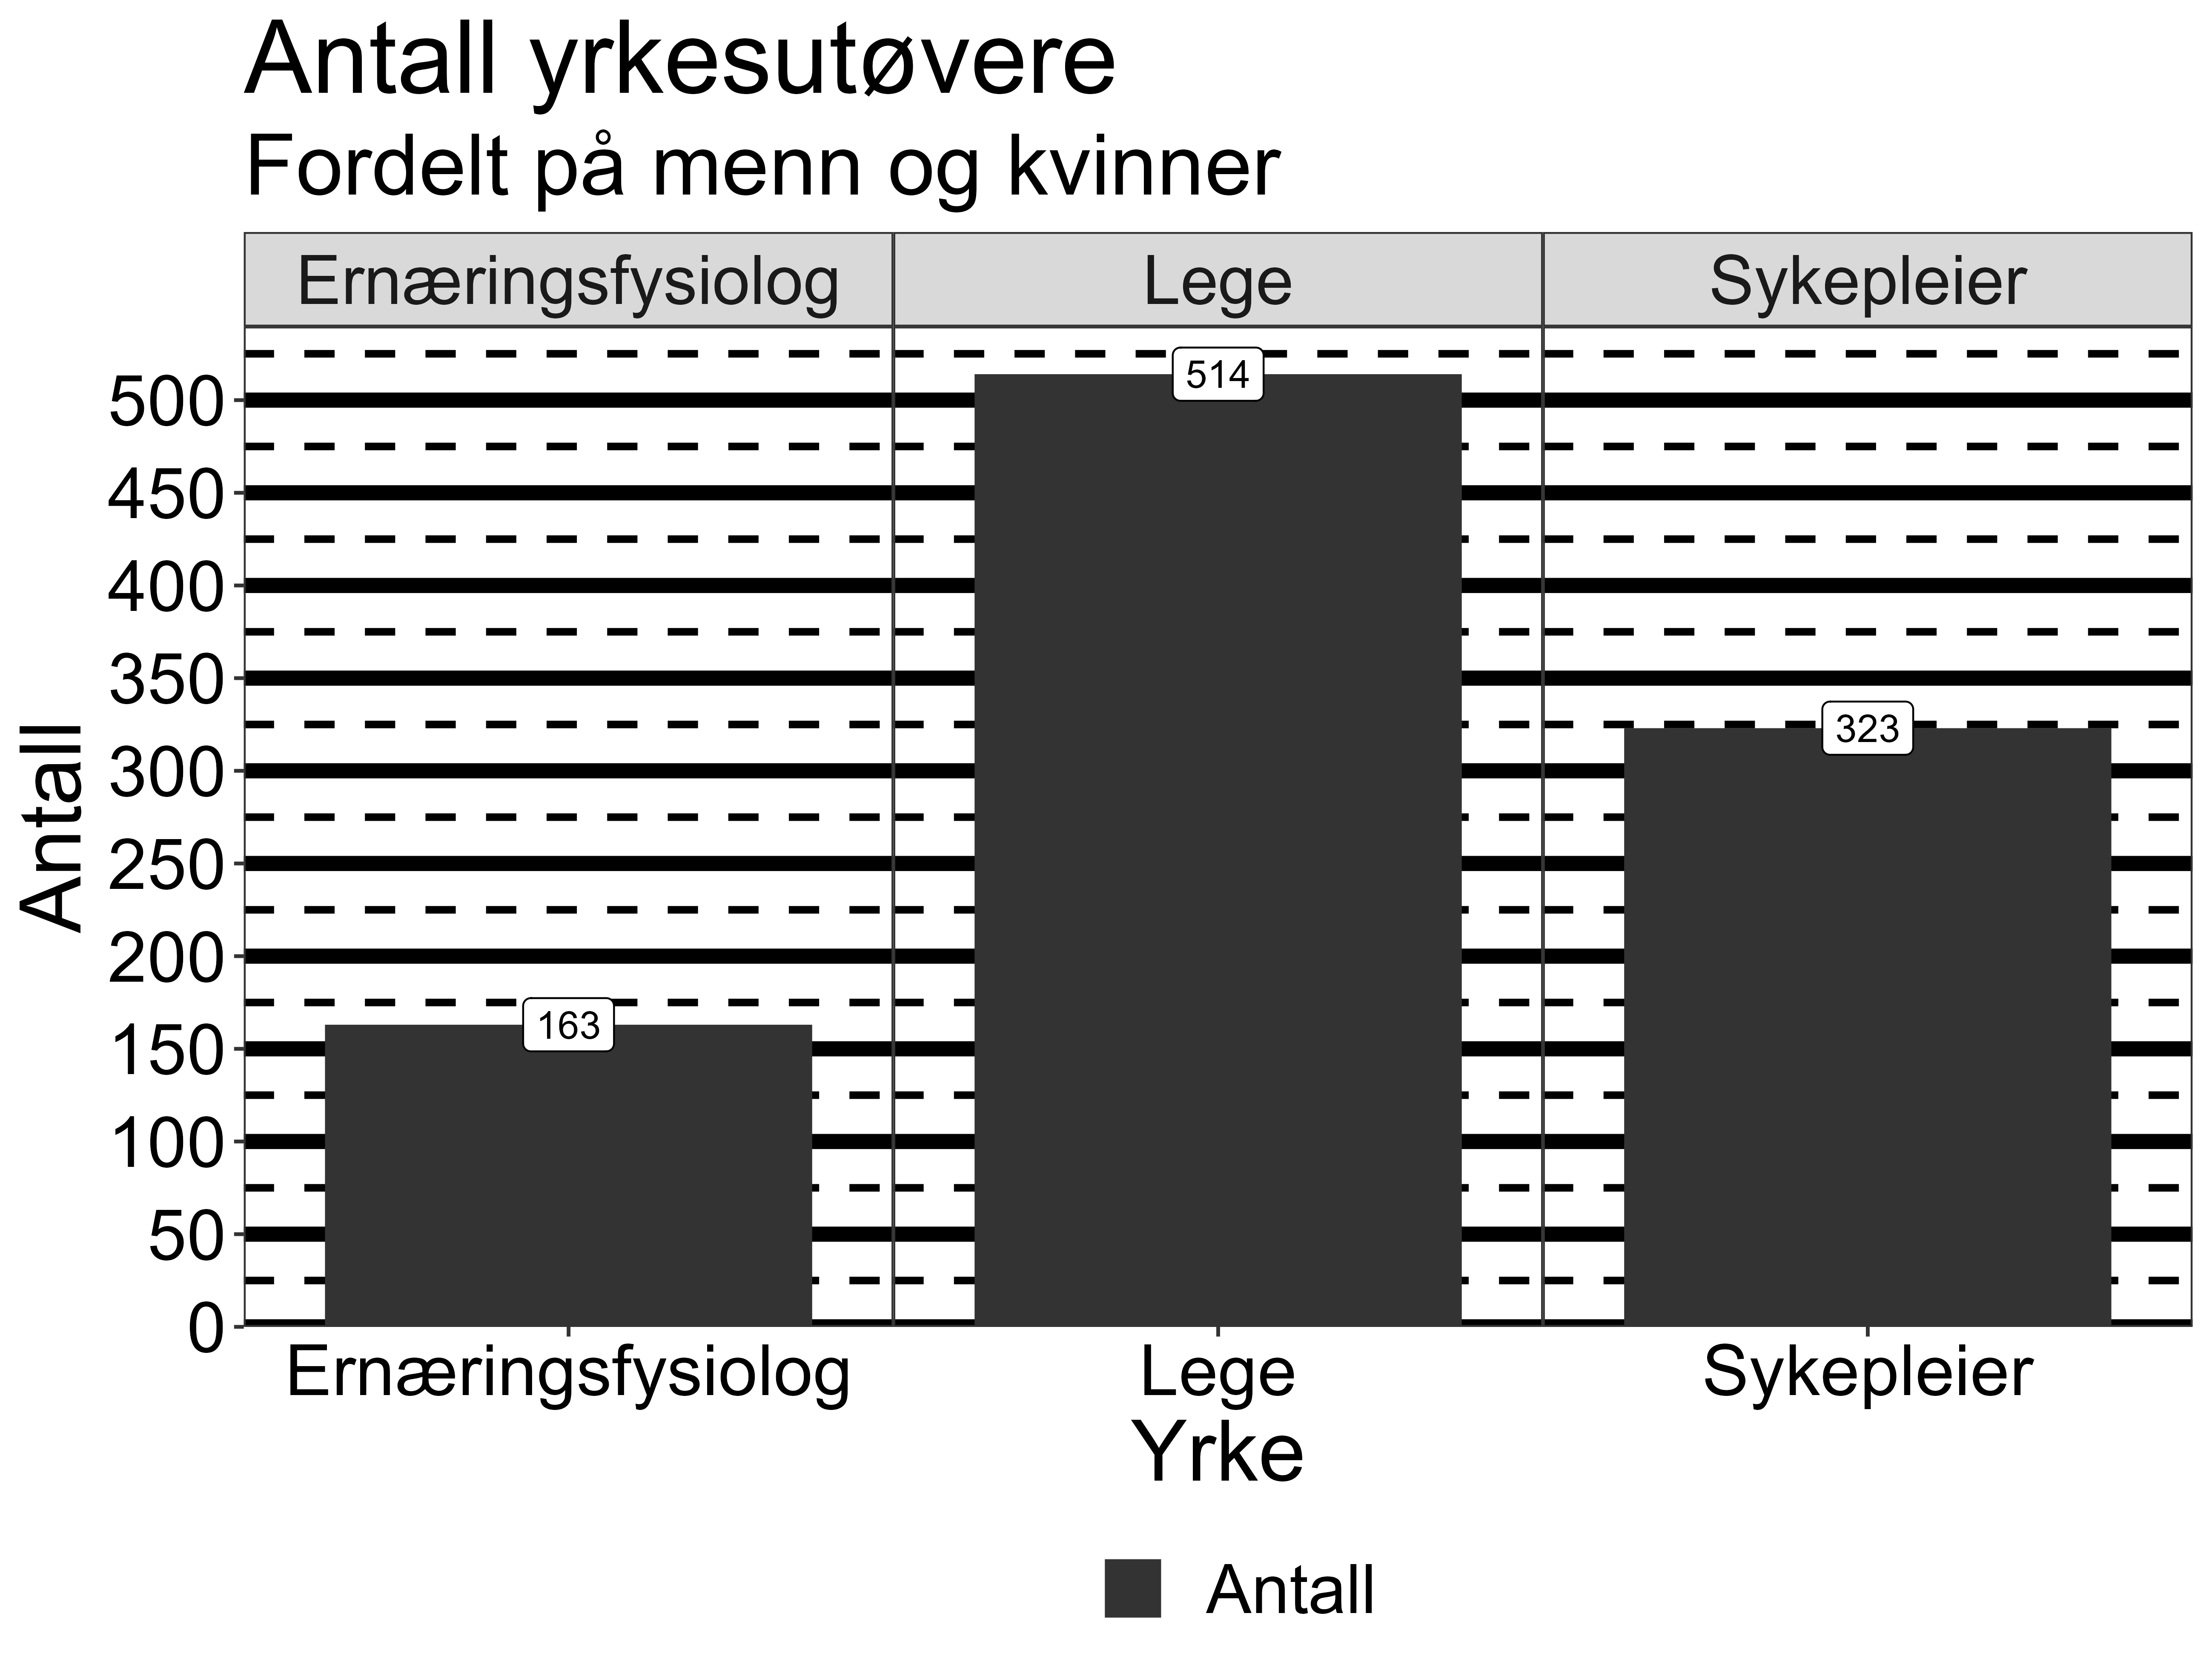 Antall yrkesutøvere
Fordelt på menn og kvinner
Ernæringsfysiolog Lege Sykepleier
500
450
400
350
300
250
200
150
100
50
0
Antall
514
323
163
Ernæringsfysiolog Lege Sykepleier
Yrke
Antall